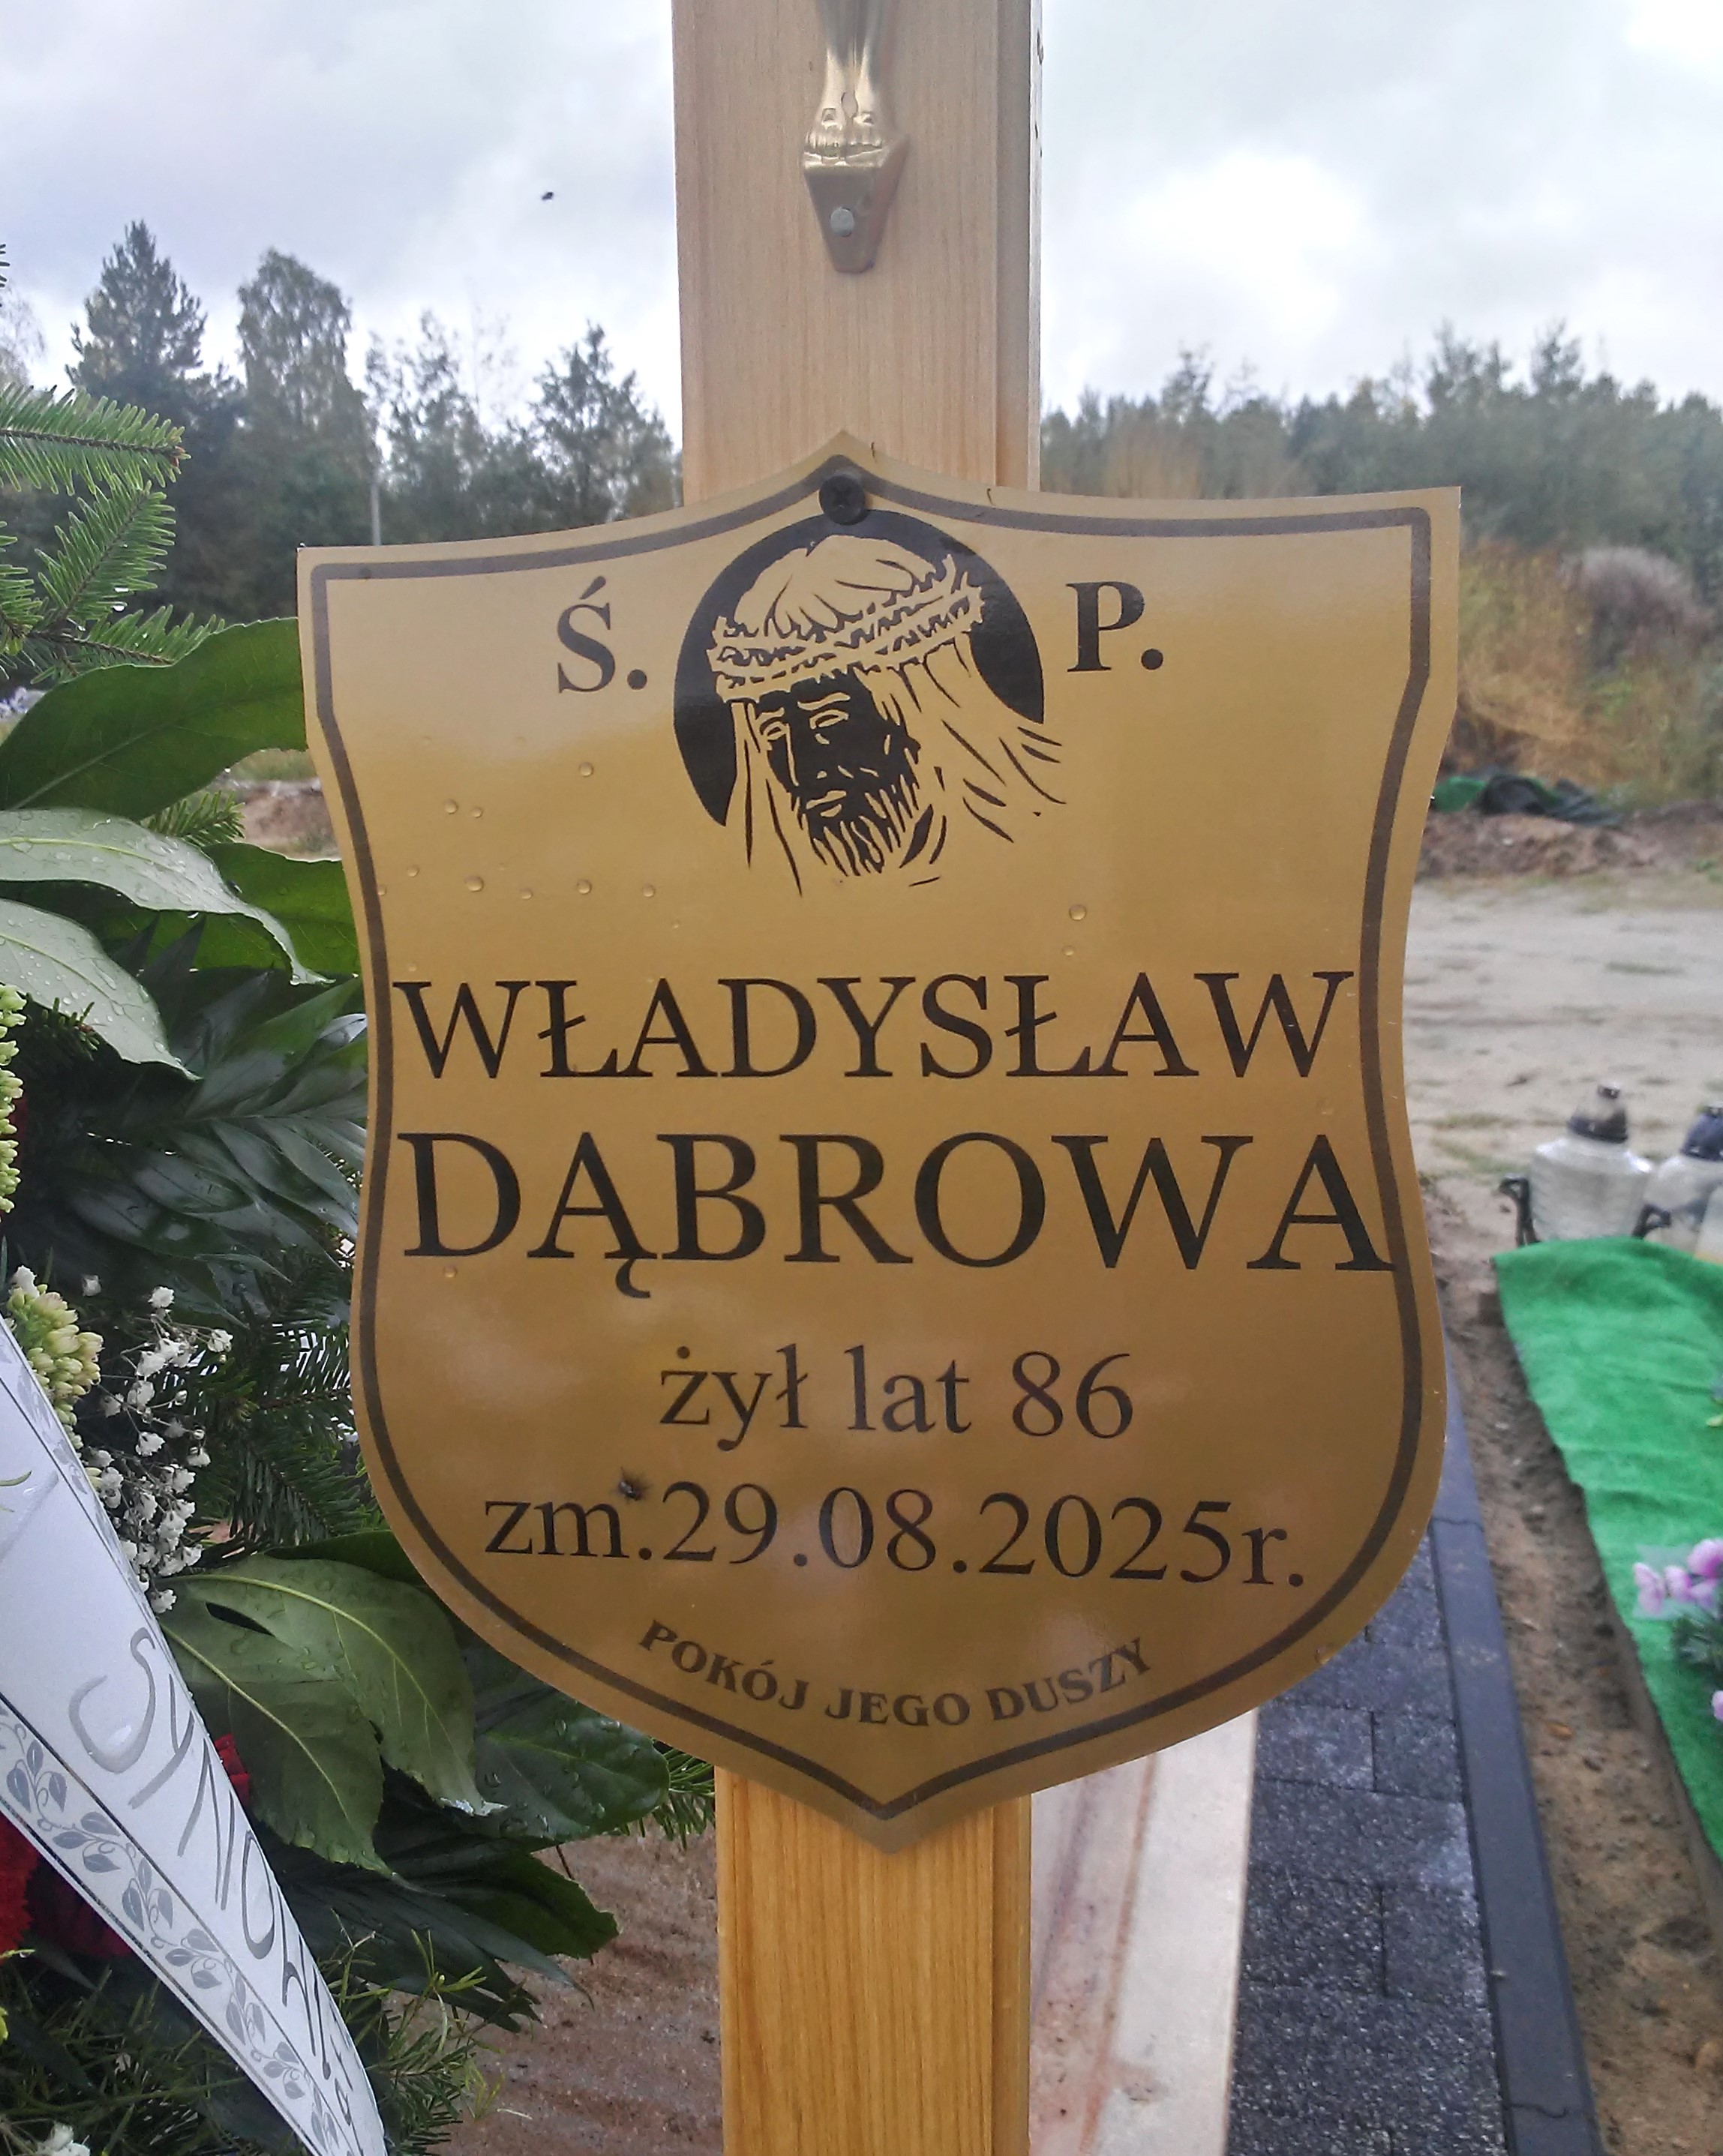 Ś. P.
WŁADYSŁAW
DĄBROWA
żył lat 86
zm.29.08.2025r.
POKÓJ JEGO DUSZY